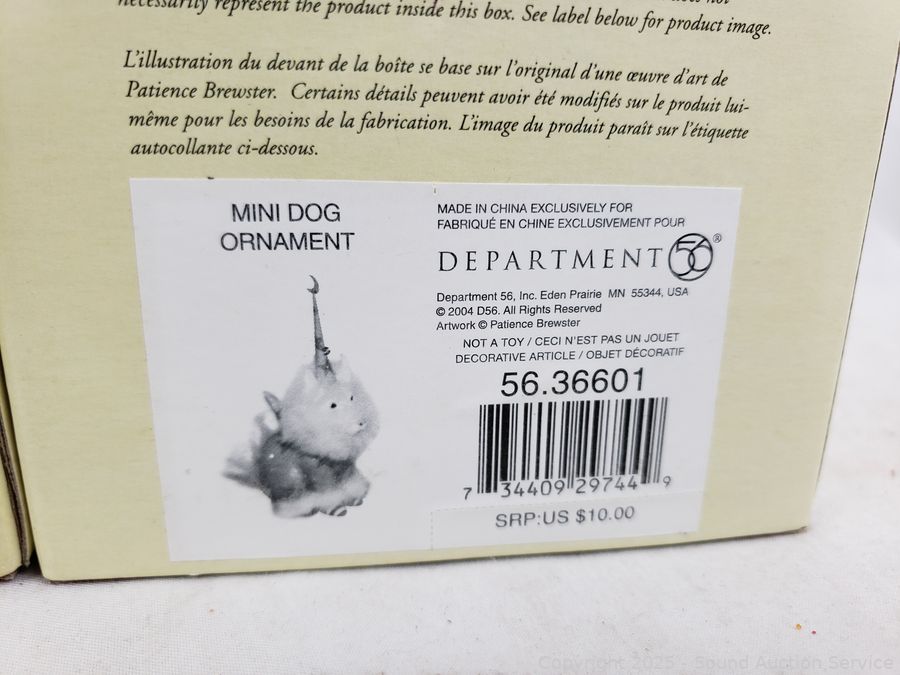 necessarily represent the product inside this box. See label below for product image.
L'illustration du devant de la boîte se base sur l'original d'une œuvre d'art de
Patience Brewster. Certains détails peuvent avoir été modifiés sur le produit lui-
même pour les besoins de la fabrication. L'image du produit paraît sur l'étiquette
autocollante ci-dessous.
MINI DOG
ORNAMENT
MADE IN CHINA EXCLUSIVELY FOR
FABRIQUÉ EN CHINE EXCLUSIVEMENT POUR
DEPARTMENT 56®
Department 56, Inc. Eden Prairie MN 55344, USA
© 2004 D56. All Rights Reserved
Artwork © Patience Brewster
NOT A TOY / CECI N'EST PAS UN JOUET
DECORATIVE ARTICLE / OBJET DÉCORATIF
56.36601
7 34409 29744 9
SRP:US $10.00
Copyright 2025 - Sound Auction Service